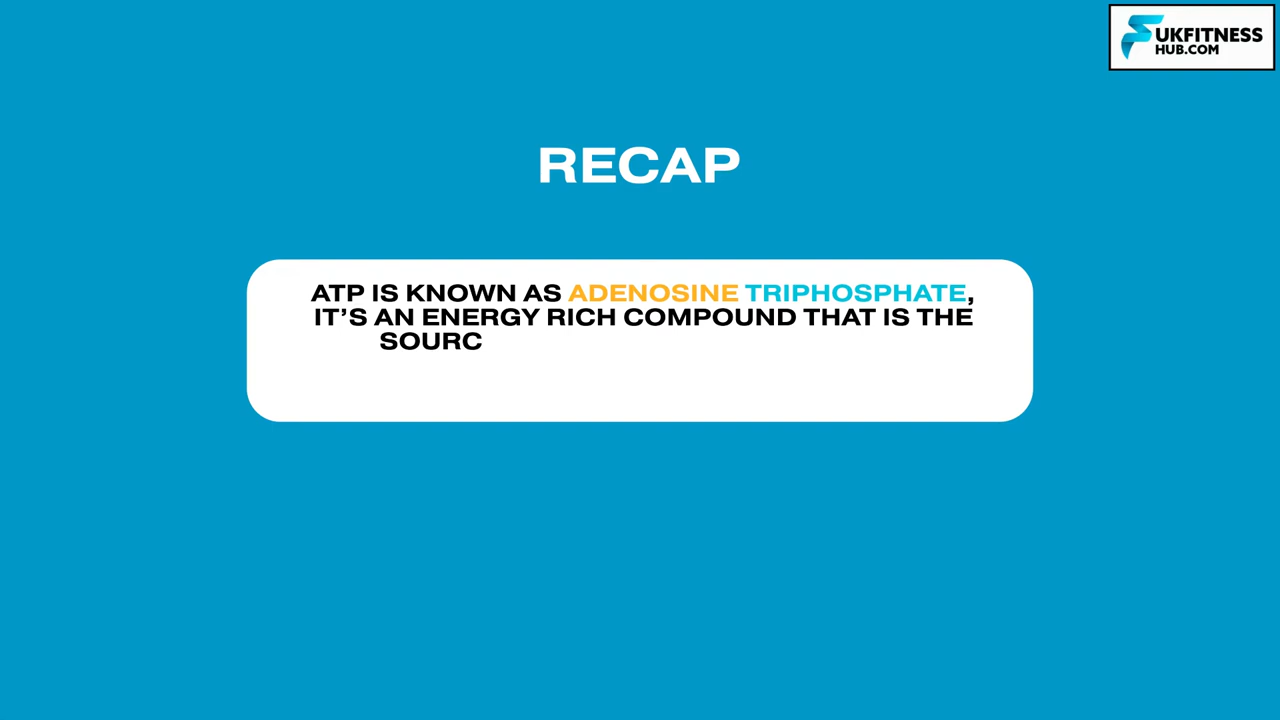 UKFITNESS
HUB.COM
RECAP
ATP IS KNOWN AS ADENOSINE TRIPHOSPHATE,
IT’S AN ENERGY RICH COMPOUND THAT IS THE
SOURC